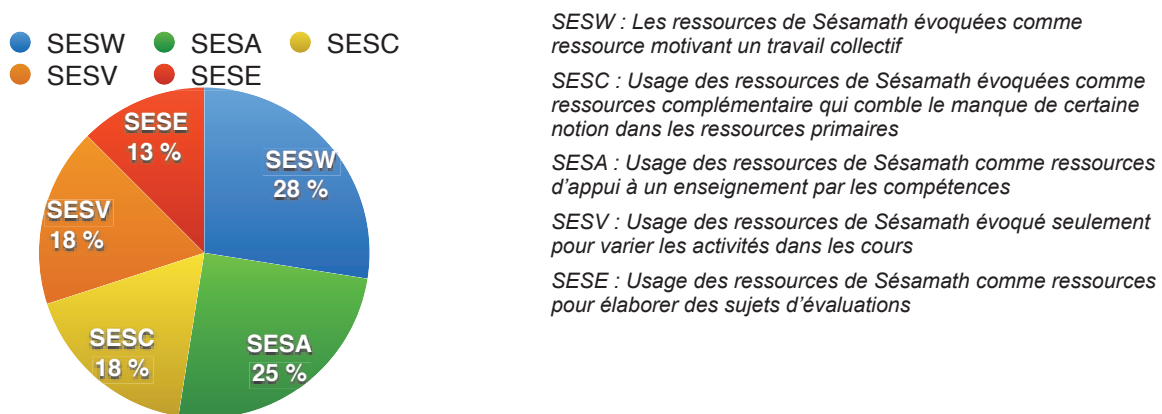 SESW SESA SESC
SESV SESE
SESE
13 %
SESW
28 %
SESV
18 %
SESC
18 %
SESA
25 %
SESW : Les ressources de Sésamath évoquées comme
ressource motivant un travail collectif
SESC : Usage des ressources de Sésamath évoquées comme
ressources complémentaire qui comble le manque de certaine
notion dans les ressources primaires
SESA : Usage des ressources de Sésamath comme ressources
d'appui à un enseignement par les compétences
SESV : Usage des ressources de Sésamath évoqué seulement
pour varier les activités dans les cours
SESE : Usage des ressources de Sésamath comme ressources
pour élaborer des sujets d'évaluations